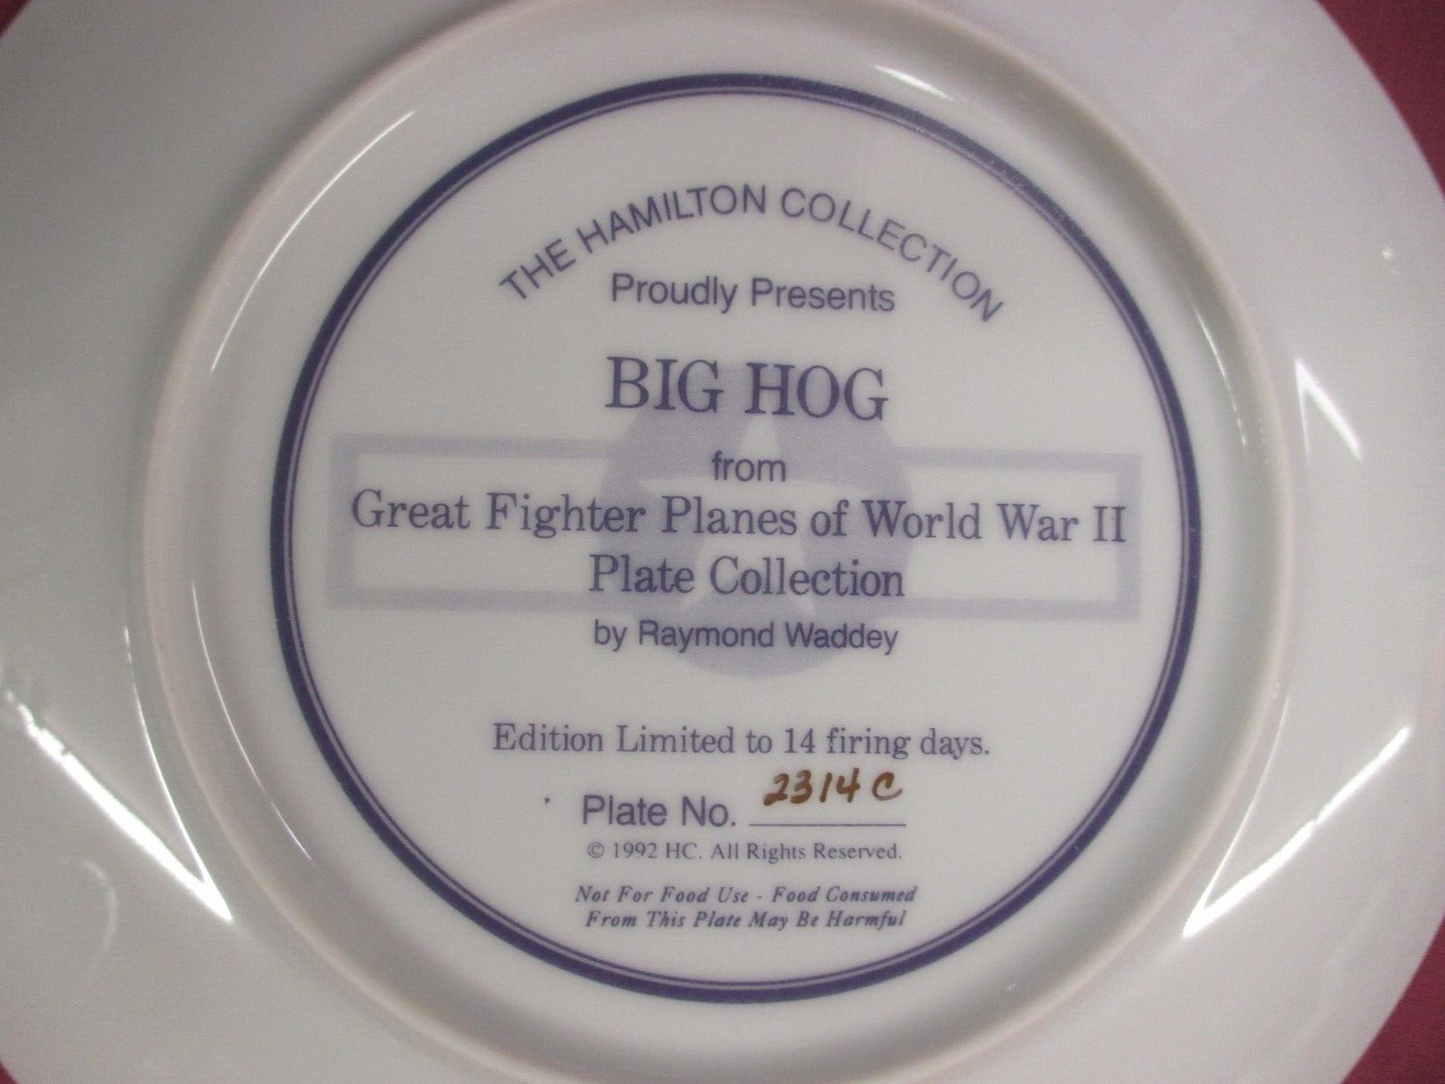 THE HAMILTON COLLECTION
Proudly Presents
BIG HOG
from
Great Fighter Planes of World War II
Plate Collection
by Raymond Waddey
Edition Limited to 14 firing days.
Plate No. 2314 C
© 1992 HC. All Rights Reserved.
Not For Food Use - Food Consumed
From This Plate May Be Harmful